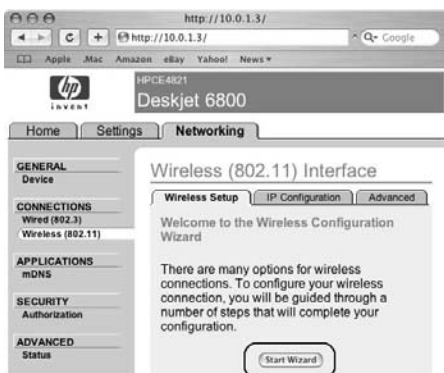 http://10.0.1.3/
http://10.0.1.3/
Q- Google
Apple .Mac Amazon eBay Yahoo! News
hp
invent
HPCE4821
Deskjet 6800
Home Settings Networking
GENERAL
Device
CONNECTIONS
Wired (802.3)
Wireless (802.11)
APPLICATIONS
mDNS
SECURITY
Authorization
ADVANCED
Status
Wireless (802.11) Interface
Wireless Setup IP Configuration Advanced
Welcome to the Wireless Configuration
Wizard
There are many options for wireless
connections. To configure your wireless
connection, you will be guided through a
number of steps that will complete your
configuration.
Start Wizard